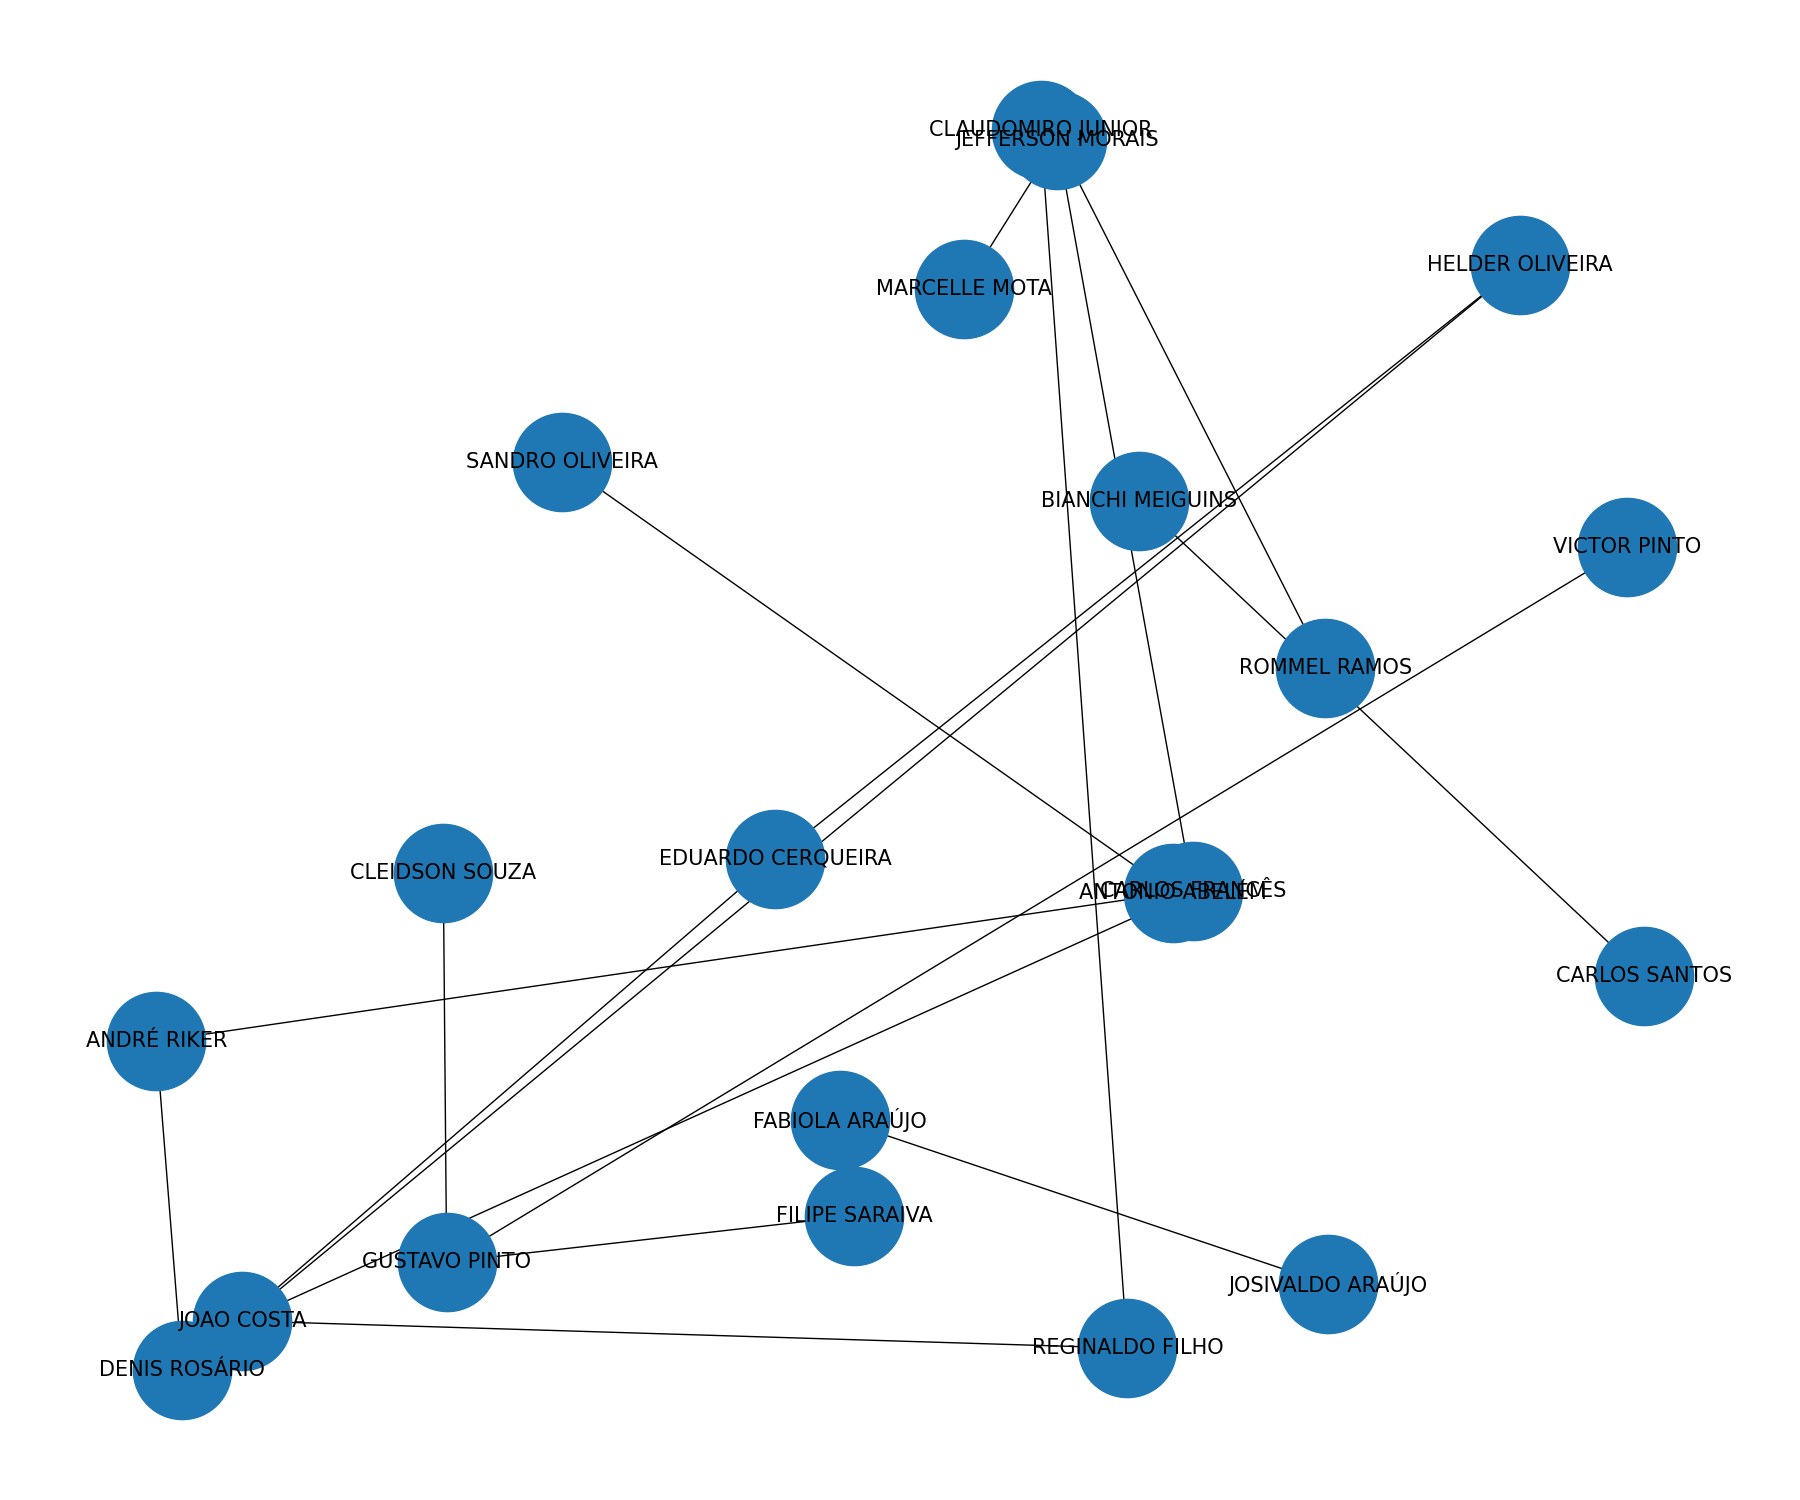 CLAUDOMIRO JUNIOR
JEFFERSON MORAIS
HELDER OLIVEIRA
MARCELLE MOTA
SANDRO OLIVEIRA
BIANCHI MEIGUINS
VICTOR PINTO
ROMMEL RAMOS
EDUARDO CERQUEIRA
CLEIDSON SOUZA
ANTONIO ABELÉM
CARLOS FRANCÊS
CARLOS SANTOS
ANDRÉ RIKER
FABIOLA ARAÚJO
FILIPE SARAIVA
GUSTAVO PINTO
JOSIVALDO ARAÚJO
JOAO COSTA
REGINALDO FILHO
DENIS ROSÁRIO